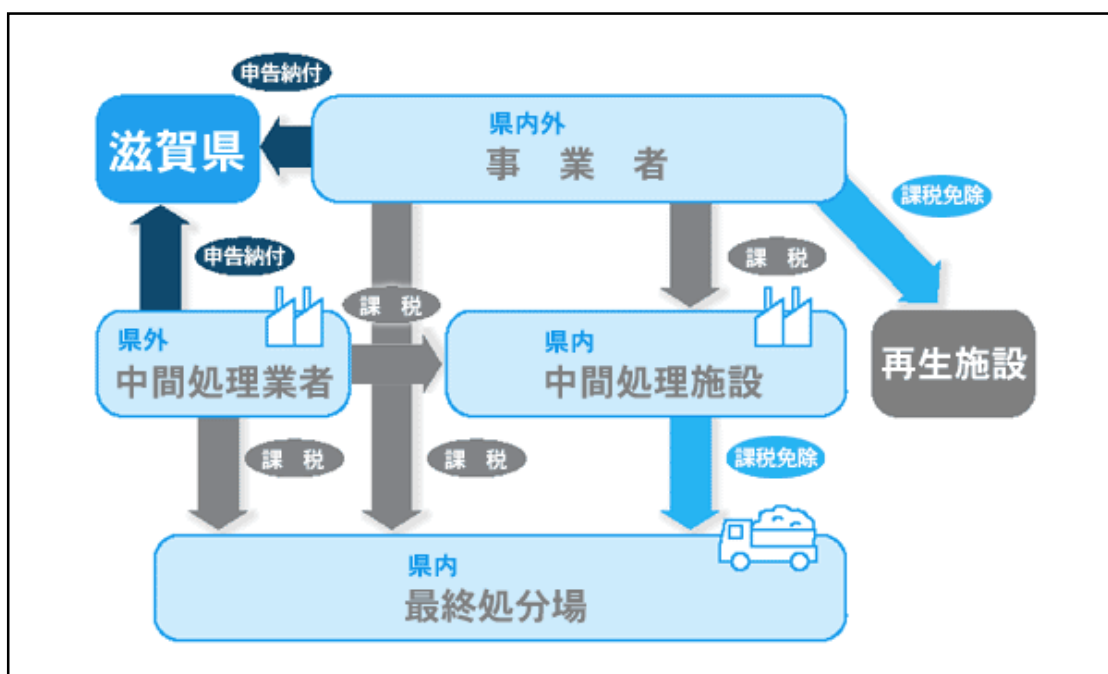 申告納付
滋賀県
県内外
事 業 者
課税免除
申告納付
課 税
課 税
県外
中間処理業者
県内
中間処理施設
再生施設
課 税
課 税
課税免除
県内
最終処分場